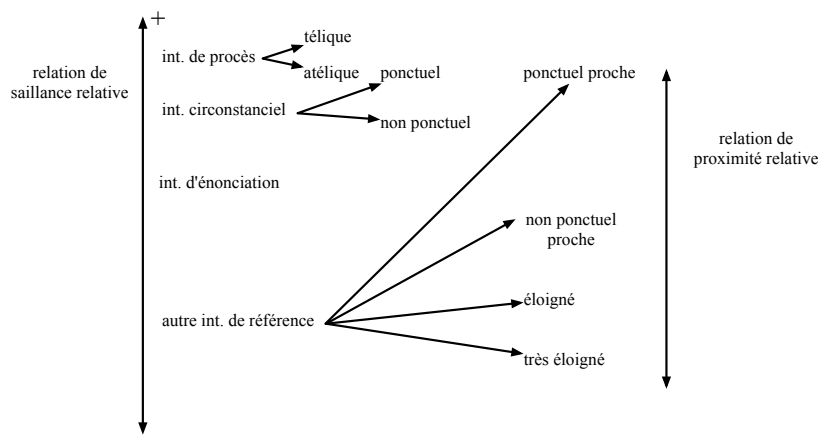 +
télique
int. de procès
relation de
saillance relative
atélique
ponctuel
ponctuel proche
int. circonstanciel
non ponctuel
relation de
proximité relative
int. d'énonciation
non ponctuel
proche
éloigné
autre int. de référence
très éloigné